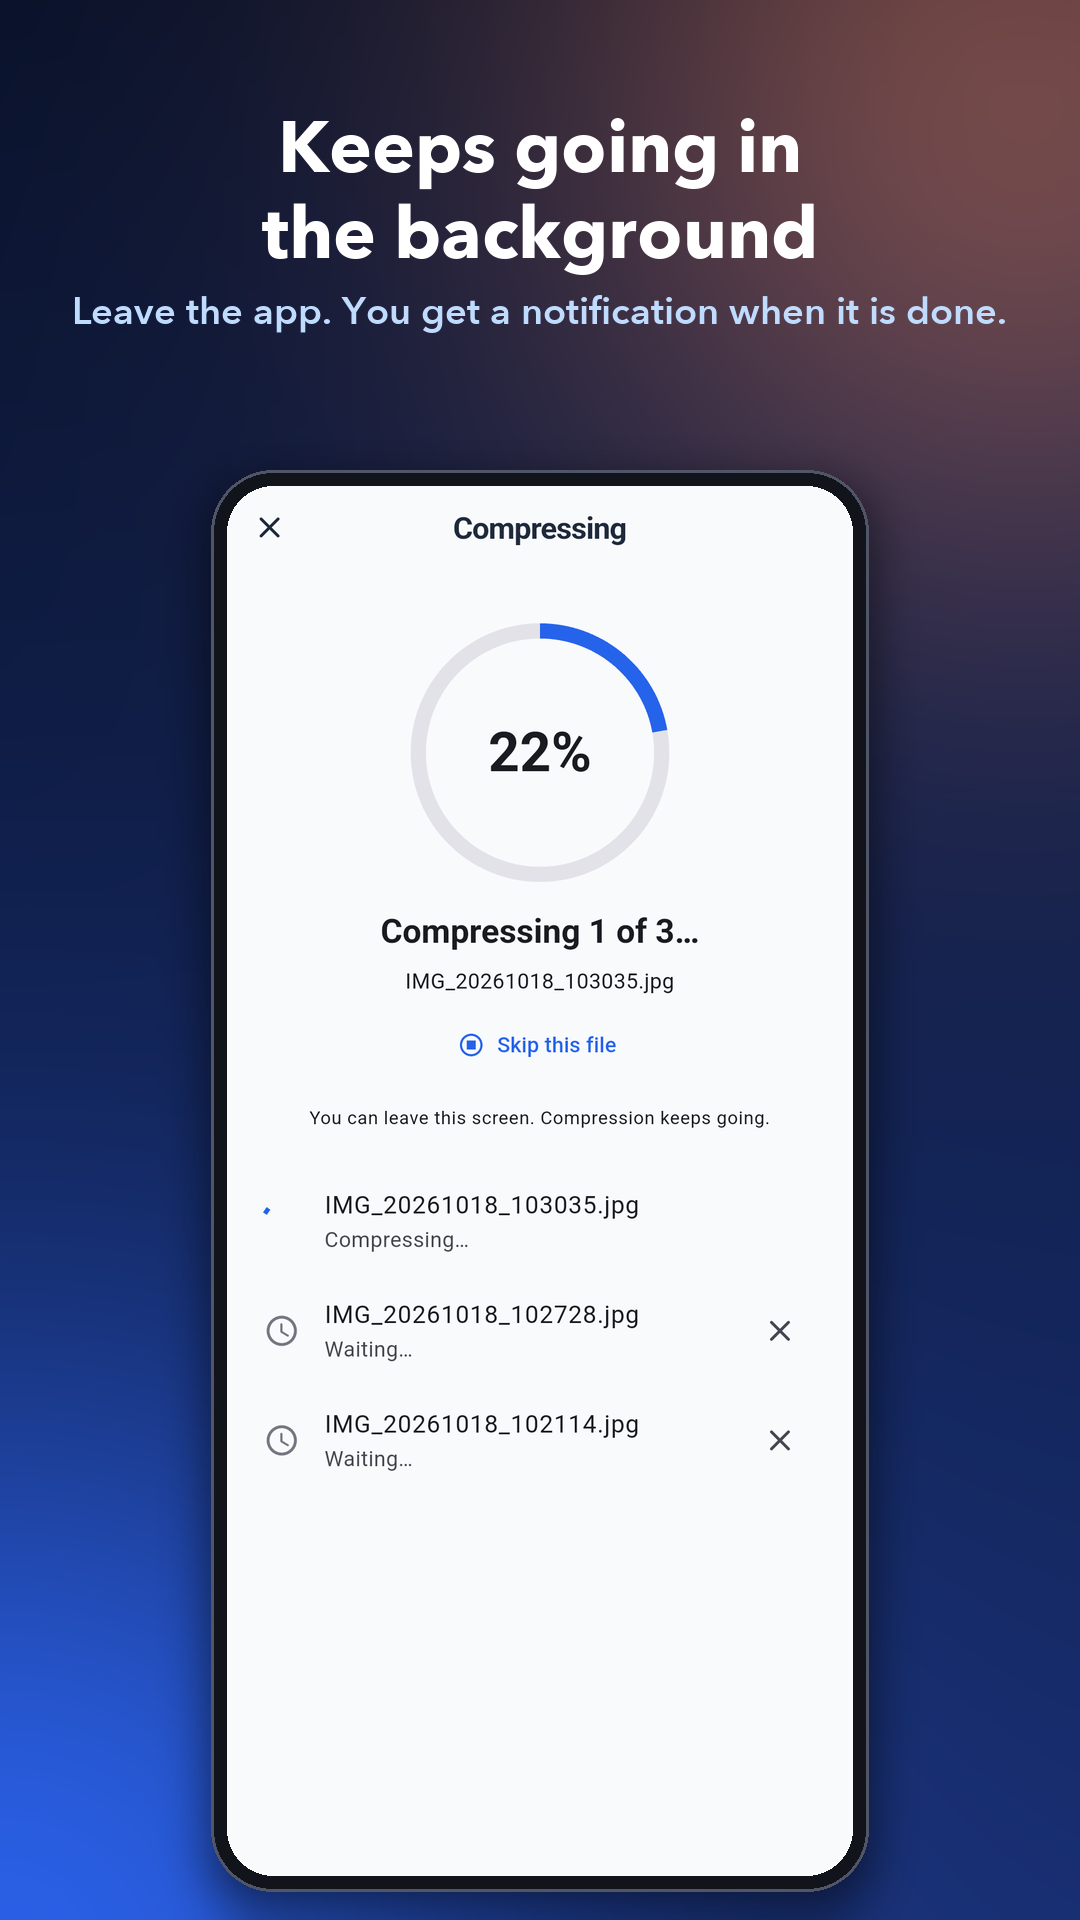 Keeps going in
the background
Leave the app. You get a notification when it is done.
Compressing
22%
Compressing 1 of 3...
IMG_20261018_103035.jpg
Skip this file
You can leave this screen. Compression keeps going.
IMG_20261018_103035.jpg
Compressing...
IMG_20261018_102728.jpg
Waiting...
IMG_20261018_102114.jpg
Waiting...